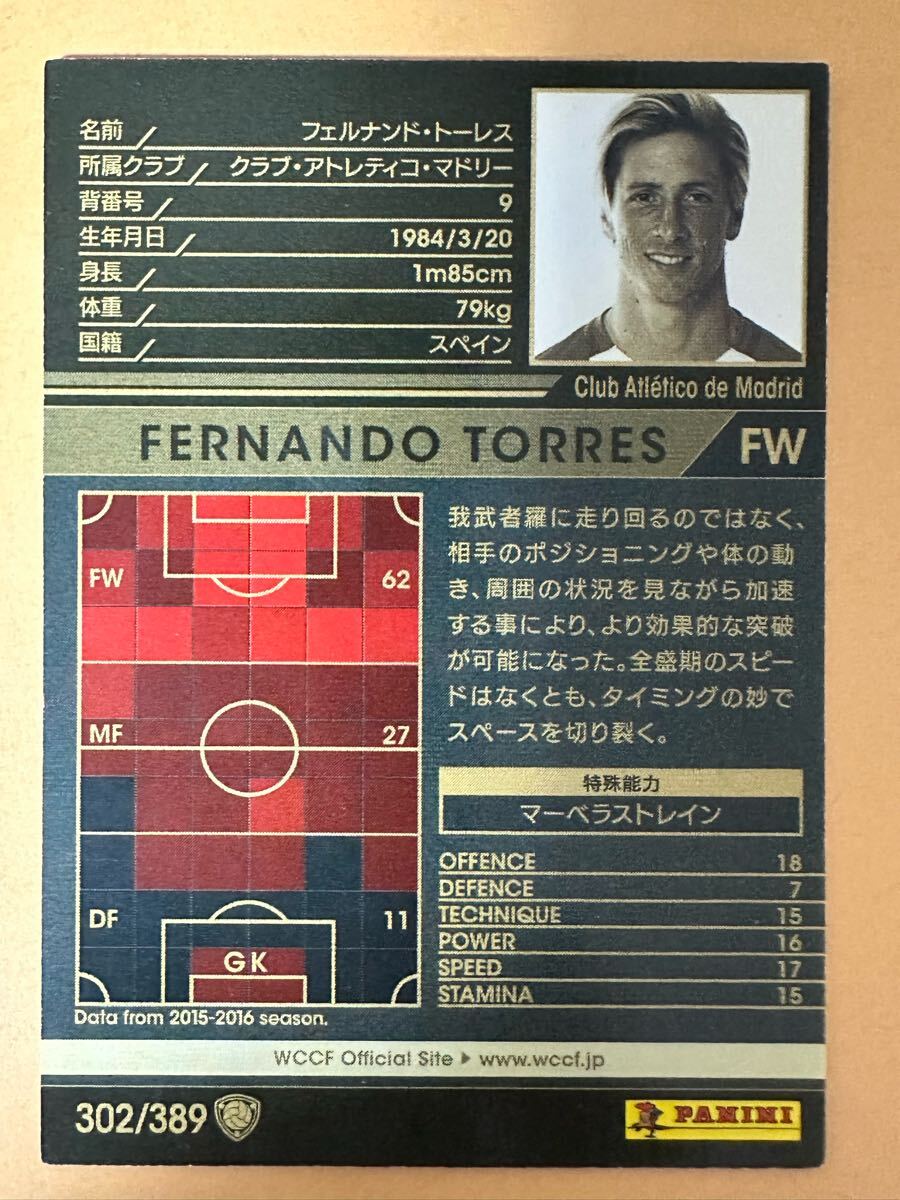 名前 フェルナンド・トーレス
所属クラブ クラブ・アトレティコ・マドリー
背番号 9
生年月日 1984/3/20
身長 1m85cm
体重 79kg
国籍 スペイン
Club Atlético de Madrid
FERNANDO TORRES FW
FW 62
MF 27
DF 11
GK
Data from 2015-2016 season.
我武者羅に走り回るのではなく、
相手のポジショニングや体の動
き、周囲の状況を見ながら加速
する事により、より効果的な突破
が可能になった。全盛期のスピー
ドはなくとも、タイミングの妙で
スペースを切り裂く。
特殊能力
マーベラストレイン
OFFENCE 18
DEFENCE 7
TECHNIQUE 15
POWER 16
SPEED 17
STAMINA 15
WCCF Official Site ▶ www.wccf.jp
302/389
PANINI